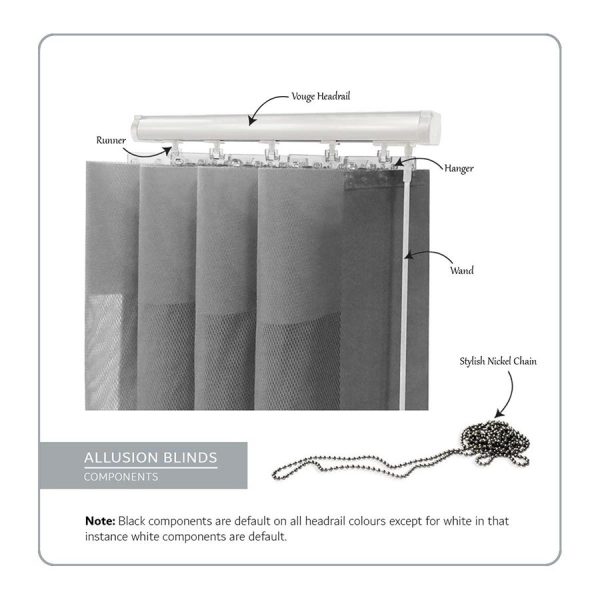 Vouge Headrail
Runner
Hanger
Wand
Stylish Nickel Chain
ALLUSION BLINDS
COMPONENTS
Note: Black components are default on all headrail colours except for white in that
instance white components are default.